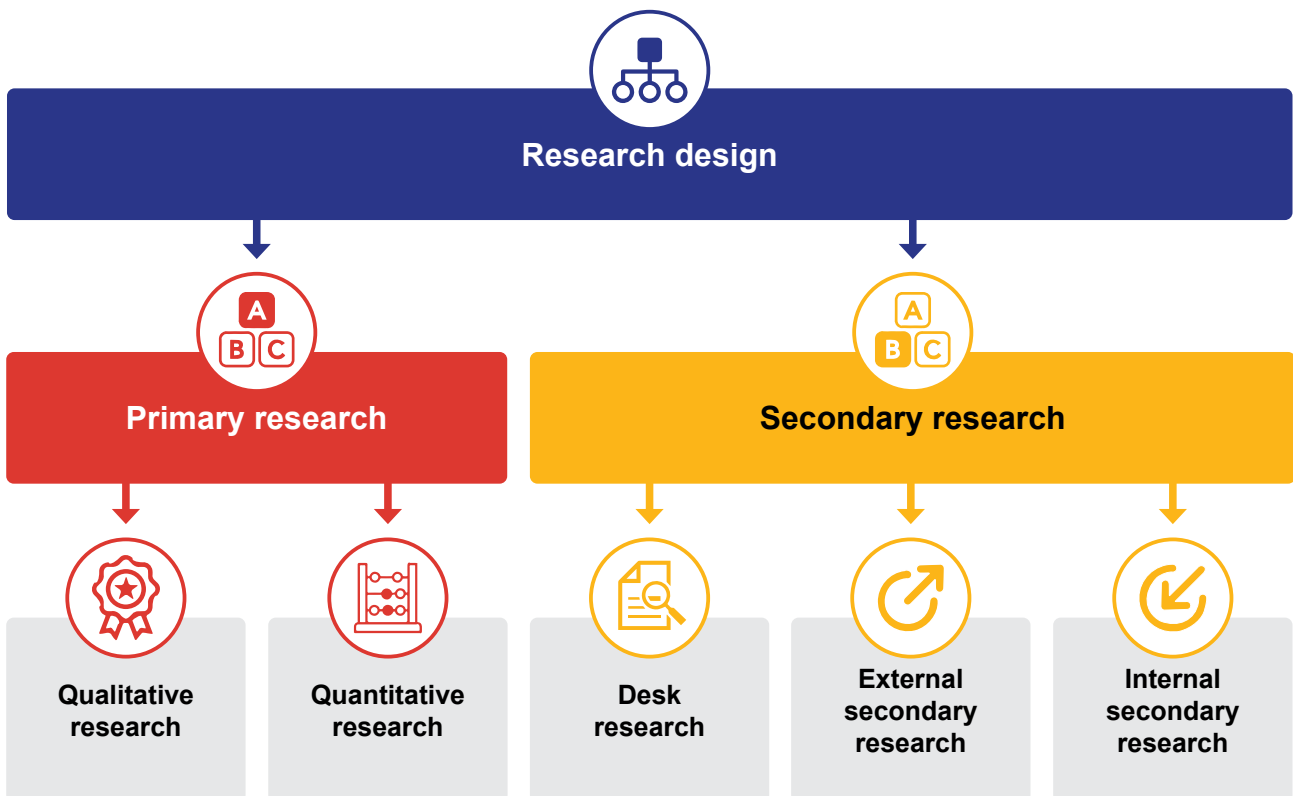 Research design
A
B C
A
B C
Primary research
Secondary research
Qualitative
research
Quantitative
research
Desk
research
External
secondary
research
Internal
secondary
research